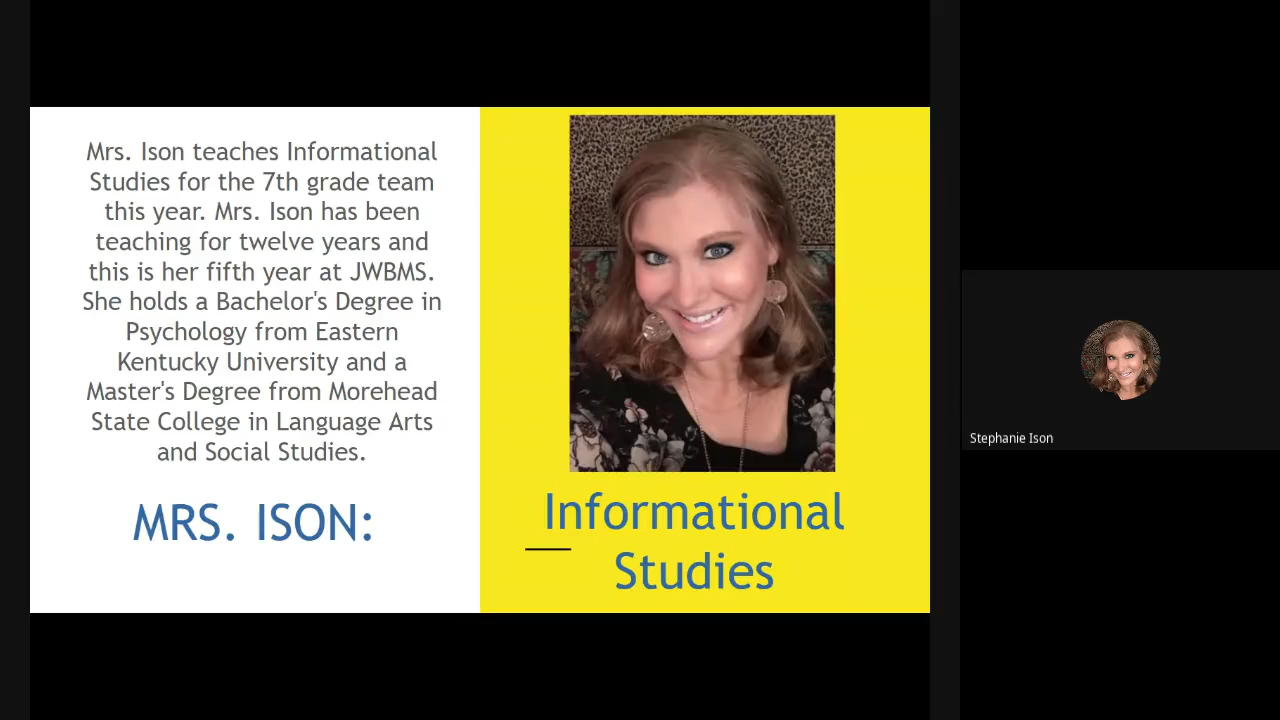 Mrs. Ison teaches Informational
Studies for the 7th grade team
this year. Mrs. Ison has been
teaching for twelve years and
this is her fifth year at JWBMS.
She holds a Bachelor's Degree in
Psychology from Eastern
Kentucky University and a
Master's Degree from Morehead
State College in Language Arts
and Social Studies.
MRS. ISON:
Informational
Studies
Stephanie Ison